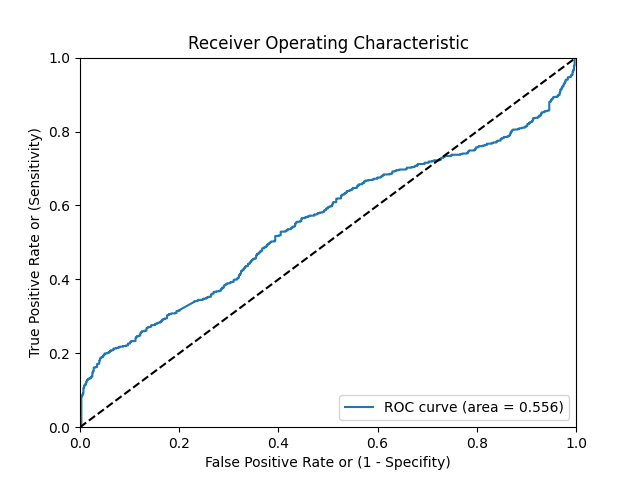 Receiver Operating Characteristic
True Positive Rate or (Sensitivity)
1.0
0.8
0.6
0.4
0.2
0.0
ROC curve (area = 0.556)
0.0 0.2 0.4 0.6 0.8 1.0
False Positive Rate or (1 - Specifity)